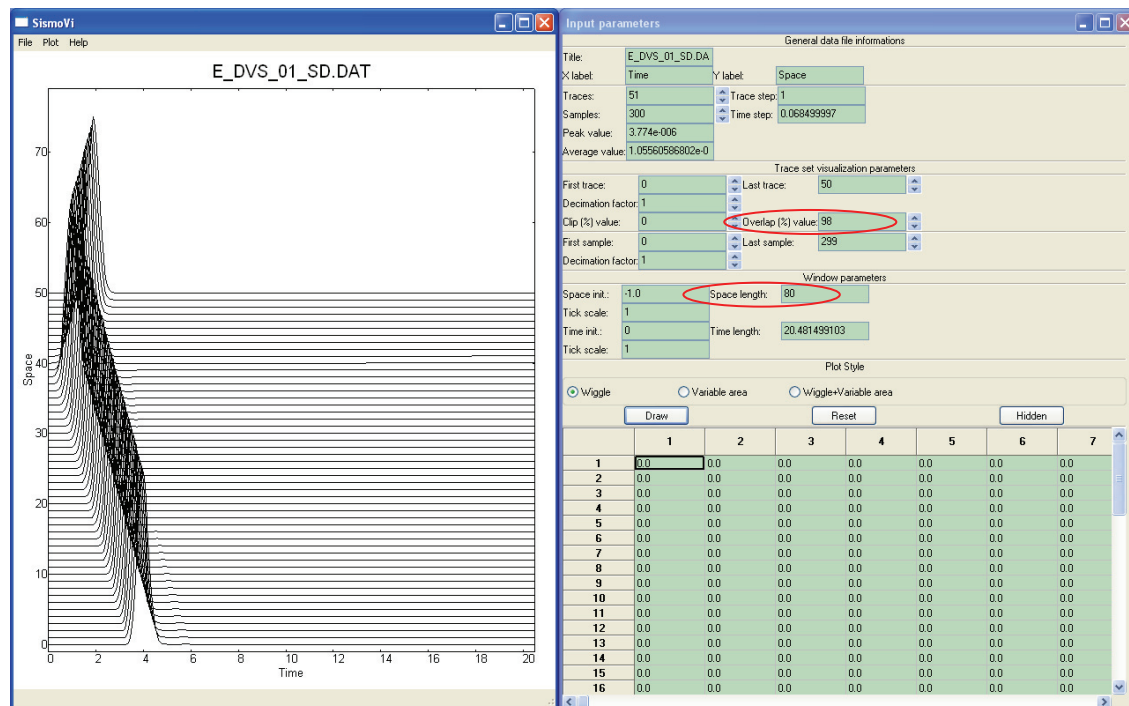 SismoVi
File Plot Help
E_DVS_01_SD.DAT
70
60
50
40
30
20
10
0
Space
0 2 4 6 8 10 12 14 16 18 20
Time
Input parameters
General data file informations
Title: E_DVS_01_SD.DA
X label: Time Y label: Space
Traces: 51 Trace step: 1
Samples: 300 Time step: 0.068499997
Peak value: 3.774e-006
Average value: 1.05560586802e-0
Trace set visualization parameters
First trace: 0 Last trace: 50
Decimation factor: 1
Clip (%) value: 0 Overlap (%) value: 98
First sample: 0 Last sample: 299
Decimation factor: 1
Window parameters
Space init.: -1.0 Space length: 80
Tick scale: 1
Time init.: 0 Time length: 20.481499103
Tick scale: 1
Plot Style
Wiggle Variable area Wiggle+Variable area
Draw Reset Hidden
1 2 3 4 5 6 7
1 0.0 0.0 0.0 0.0 0.0 0.0 0.0
2 0.0 0.0 0.0 0.0 0.0 0.0 0.0
3 0.0 0.0 0.0 0.0 0.0 0.0 0.0
4 0.0 0.0 0.0 0.0 0.0 0.0 0.0
5 0.0 0.0 0.0 0.0 0.0 0.0 0.0
6 0.0 0.0 0.0 0.0 0.0 0.0 0.0
7 0.0 0.0 0.0 0.0 0.0 0.0 0.0
8 0.0 0.0 0.0 0.0 0.0 0.0 0.0
9 0.0 0.0 0.0 0.0 0.0 0.0 0.0
10 0.0 0.0 0.0 0.0 0.0 0.0 0.0
11 0.0 0.0 0.0 0.0 0.0 0.0 0.0
12 0.0 0.0 0.0 0.0 0.0 0.0 0.0
13 0.0 0.0 0.0 0.0 0.0 0.0 0.0
14 0.0 0.0 0.0 0.0 0.0 0.0 0.0
15 0.0 0.0 0.0 0.0 0.0 0.0 0.0
16 0.0 0.0 0.0 0.0 0.0 0.0 0.0